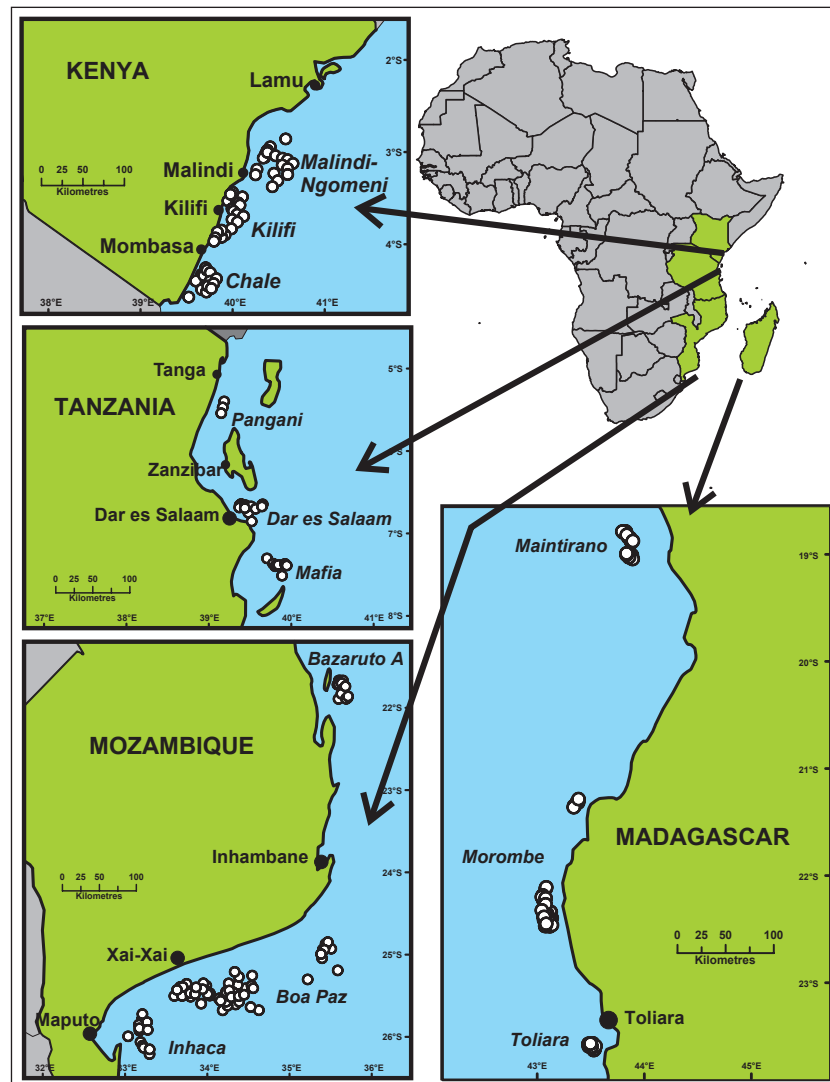 KENYA
Lamu
Malindi
Malindi-
Ngomeni
Kilifi
Kilifi
Mombasa
Chale
0 25 50 100
Kilometres
2°S
3°S
4°S
38°E
39°E
40°E
41°E
TANZANIA
Tanga
Pangani
Zanzibar
Dar es Salaam
Dar es Salaam
Mafia
0 25 50 100
Kilometres
5°S
6°S
7°S
8°S
37°E
38°E
39°E
40°E
41°E
MOZAMBIQUE
Bazaruto A
Inhambane
Xai-Xai
Boa Paz
Maputo
Inhaca
0 25 50 100
Kilometres
22°S
23°S
24°S
25°S
26°S
32°E
33°E
34°E
35°E
36°E
Maintirano
MADAGASCAR
Morombe
Toliara
Toliara
0 25 50 100
Kilometres
19°S
20°S
21°S
22°S
23°S
43°E
44°E
45°E